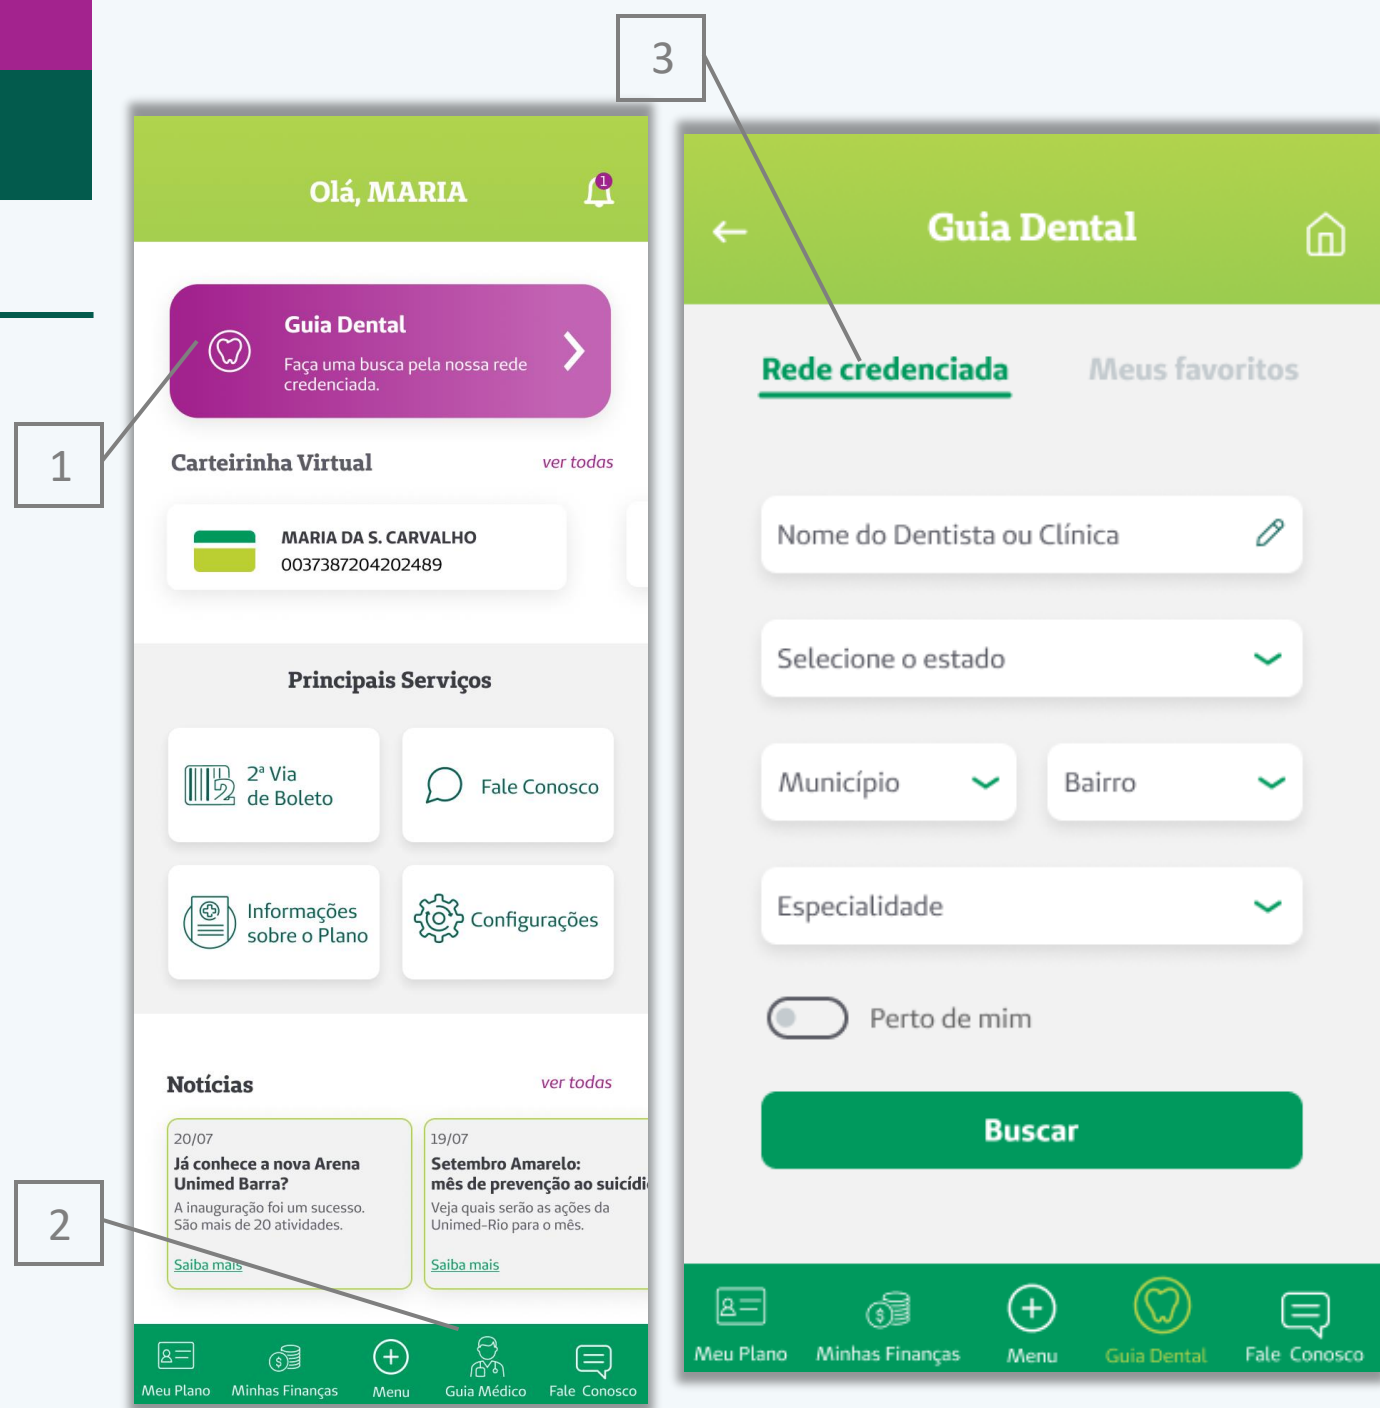 3
Olá, MARIA
1
Guia Dental
Faça uma busca pela nossa rede
credenciada.
1
Carteirinha Virtual
ver todas
MARIA DA S. CARVALHO
0037387204202489
Principais Serviços
2ª Via
de Boleto
Fale Conosco
Informações
sobre o Plano
Configurações
Notícias
ver todas
20/07
Já conhece a nova Arena
Unimed Barra?
A inauguração foi um sucesso.
São mais de 20 atividades.
Saiba mais
19/07
Setembro Amarelo:
mês de prevenção ao suicídi
Veja quais serão as ações da
Unimed-Rio para o mês.
Saiba mais
2
Meu Plano
Minhas Finanças
Menu
Guia Médico
Fale Conosco
Guia Dental
Rede credenciada
Meus favoritos
Nome do Dentista ou Clínica
Selecione o estado
Município
Bairro
Especialidade
Perto de mim
Buscar
Meu Plano
Minhas Finanças
Menu
Guia Dental
Fale Conosco